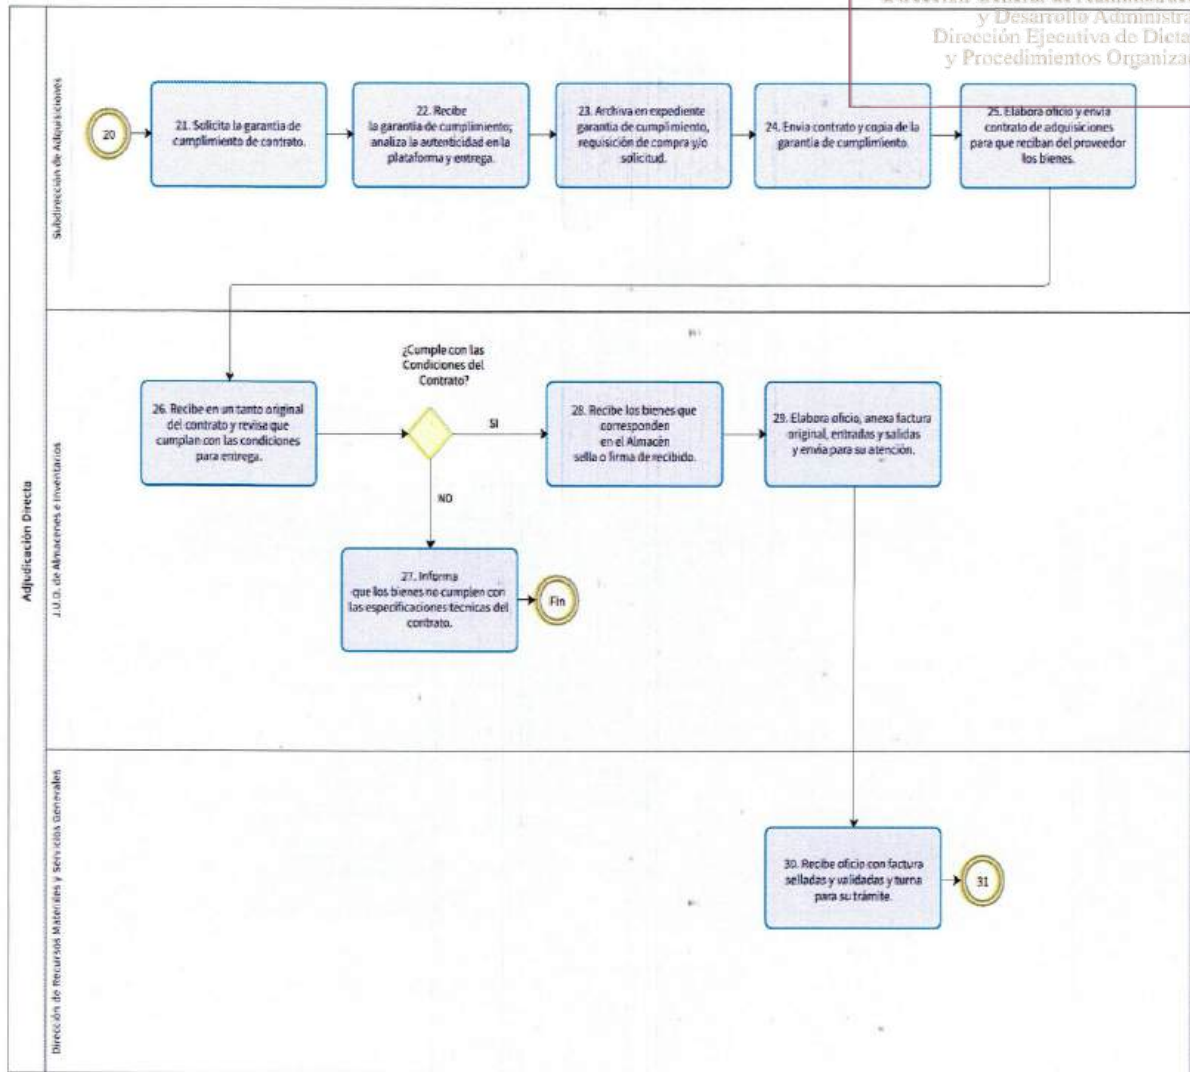 y Desarrollo Administra
Dirección Ejecutiva de Dicta
y Procedimientos Organiza
Adjudicación Directa
Subdirección de Adquisiciones
20
21. Solicita la garantía de
cumplimiento de contrato.
22. Recibe
la garantía de cumplimiento;
analiza la autenticidad en la
plataforma y entrega.
23. Archiva en expediente
garantía de cumplimiento,
requisición de compra y/o
solicitud.
24. Envía contrato y copia de la
garantía de cumplimiento.
25. Elabora oficio y envía
contrato de adquisiciones
para que reciban del proveedor
los bienes.
J.U.D. de Almacenes e Inventarios
26. Recibe en un tanto original
del contrato y revisa que
cumplan con las condiciones
para entrega.
¿Cumple con las
Condiciones del
Contrato?
SI
NO
28. Recibe los bienes que
corresponden
en el Almacén
sella o firma de recibido.
29. Elabora oficio, anexa factura
original, entradas y salidas
y envía para su atención.
27. Informa
que los bienes no cumplen con
las especificaciones tecnicas del
contrato.
Fin
Dirección de Recursos Materiales y Servicios Generales
30. Recibe oficio con factura
selladas y validadas y turna
para su trámite.
31